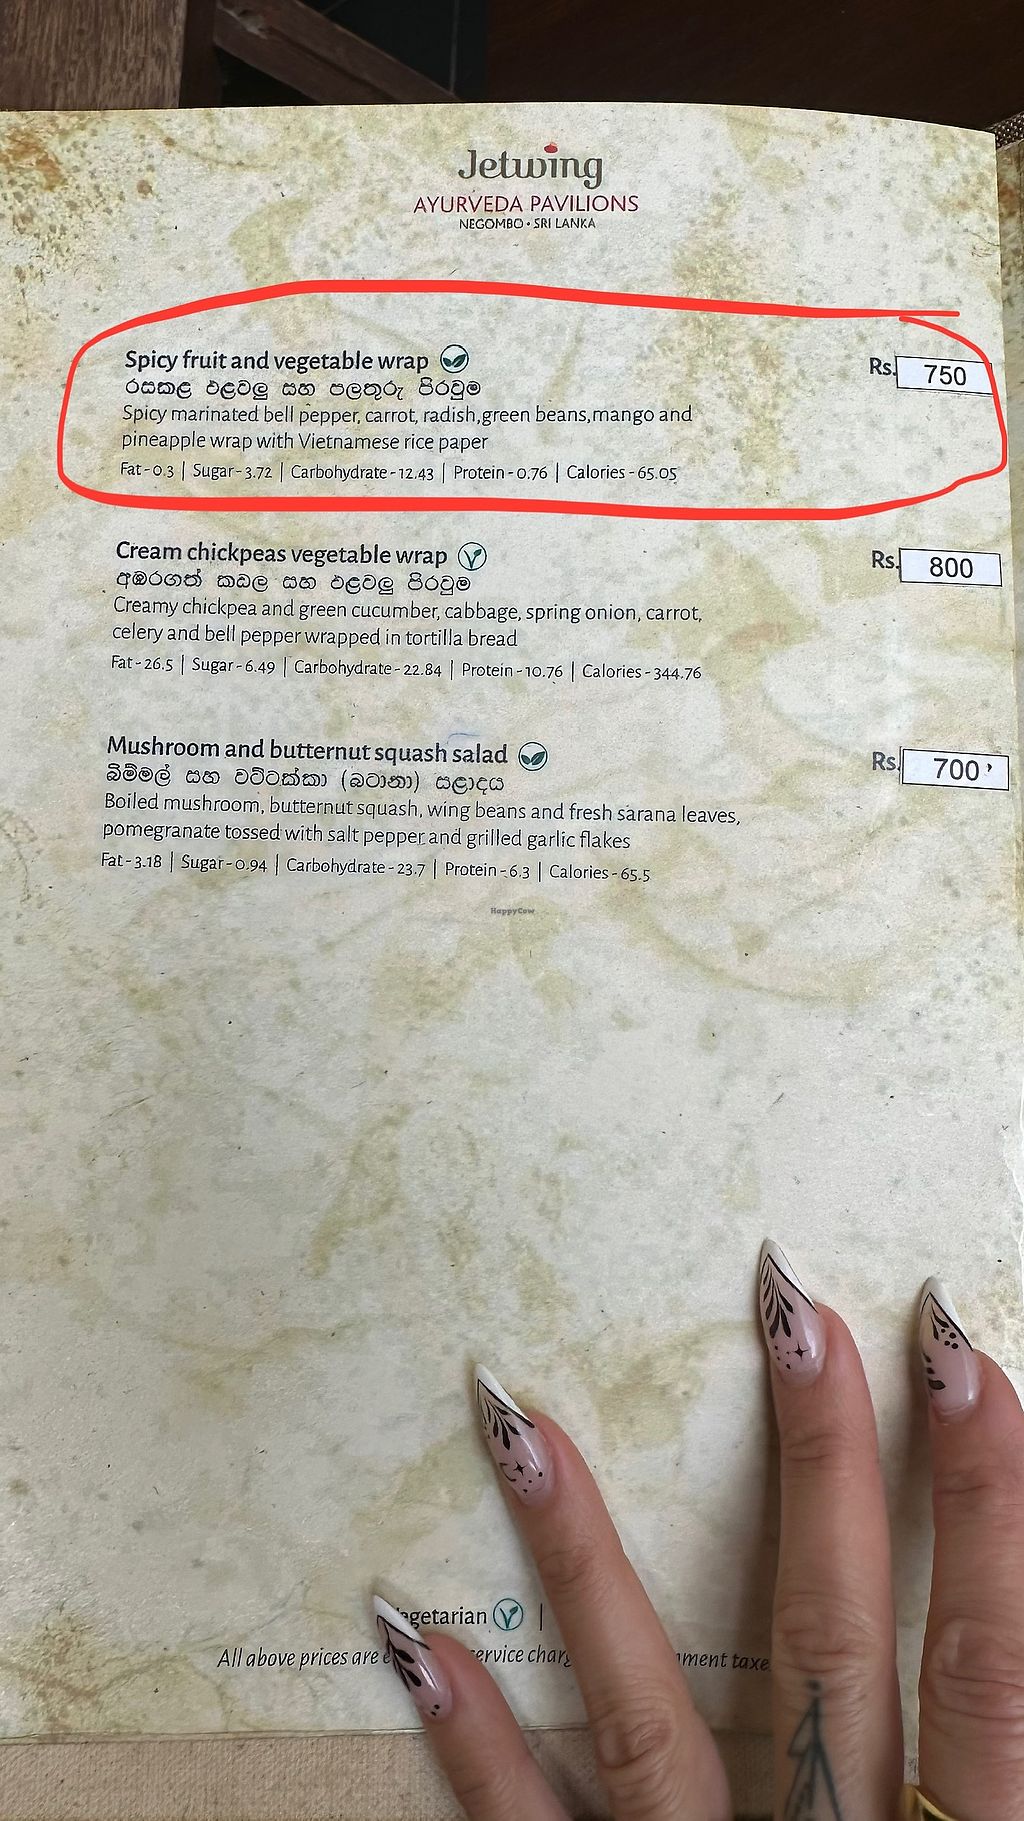 Jetwing
AYURVEDA PAVILIONS
NEGOMBO • SRI LANKA
Spicy fruit and vegetable wrap
Rs. 750
රසකළ එළවලු සහ පලතුරු පිරවුම
Spicy marinated bell pepper, carrot, radish,green beans,mango and
pineapple wrap with Vietnamese rice paper
Fat - 0.3 | Sugar - 3.72 | Carbohydrate - 12.43 | Protein - 0.76 | Calories - 65.05
Cream chickpeas vegetable wrap
Rs. 800
අඹරගත් කඩල සහ එළවලු පිරවුම
Creamy chickpea and green cucumber, cabbage, spring onion, carrot,
celery and bell pepper wrapped in tortilla bread
Fat - 26.5 | Sugar - 6.49 | Carbohydrate - 22.84 | Protein - 10.76 | Calories - 344.76
Mushroom and butternut squash salad
Rs. 700
බිම්මල් සහ වට්ටක්කා (බටානා) සළාදය
Boiled mushroom, butternut squash, wing beans and fresh sarana leaves,
pomegranate tossed with salt pepper and grilled garlic flakes
Fat - 3.18 | Sugar - 0.94 | Carbohydrate - 23.7 | Protein - 6.3 | Calories - 65.5
HappyCow
|
All above prices are